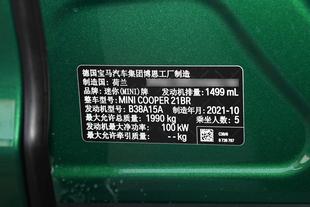 德国宝马汽车集团博恩工厂制造
制造国: 荷兰
品牌: 迷你(MINI)牌 发动机排量: 1499 mL
整车型号: MINI COOPER 21BR
发动机型号: B38A15A 制造年月: 2021-10
最大允许总质量: 1990 kg 乘坐人数: 5
发动机最大净功率: 100 kW
最大允许总质量: -- kg